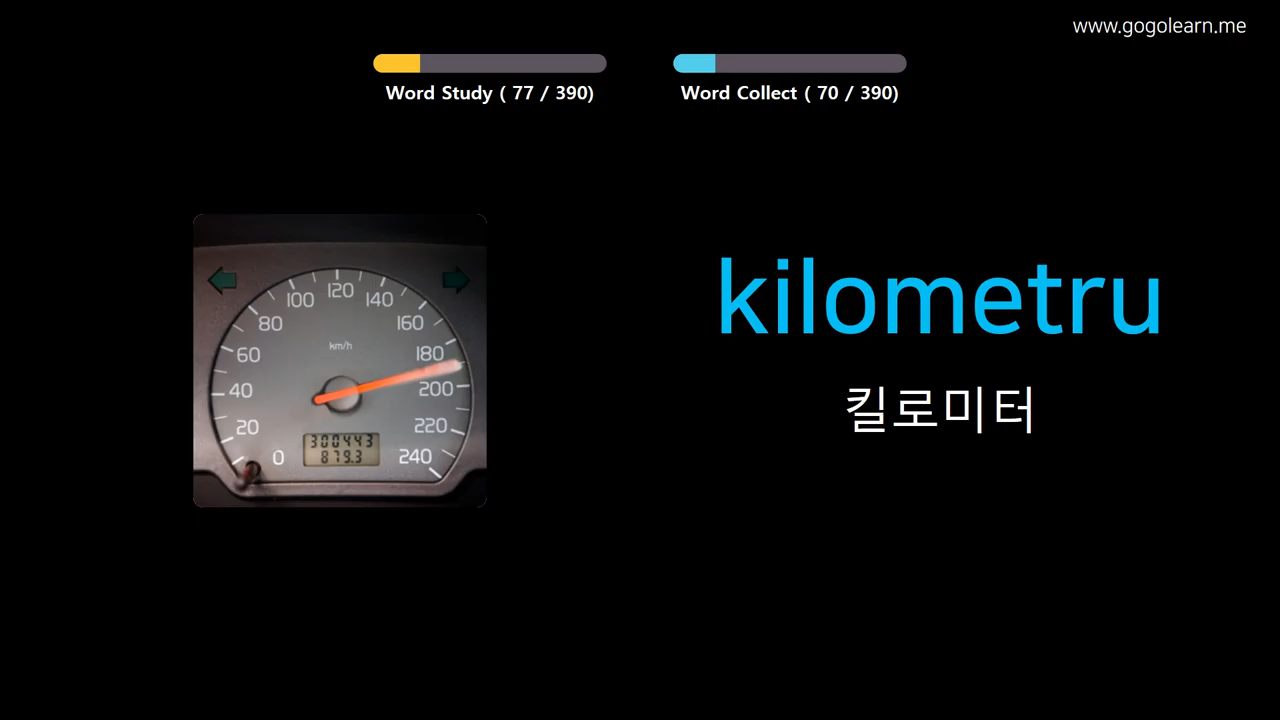 www.gogolearn.me
Word Study ( 77 / 390)
Word Collect ( 70 / 390)
kilometru
킬로미터
0
20
40
60
80
100
120
140
160
180
200
220
240
km/h
300443
879.3